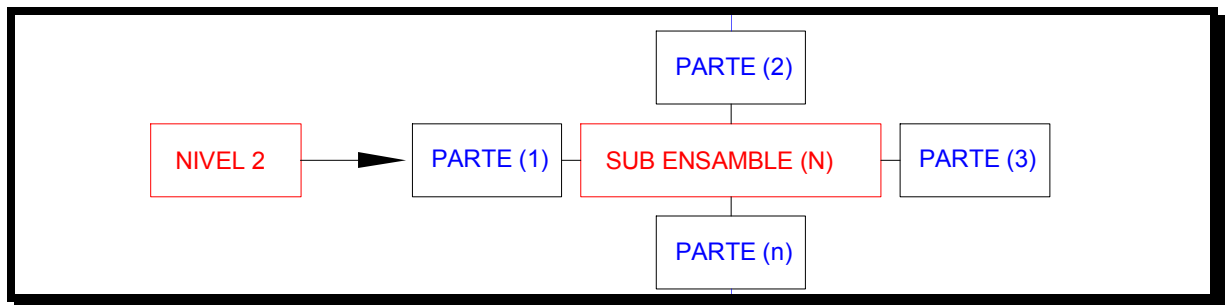 PARTE (2)
NIVEL 2
PARTE (1)
SUB ENSAMBLE (N)
PARTE (3)
PARTE (n)